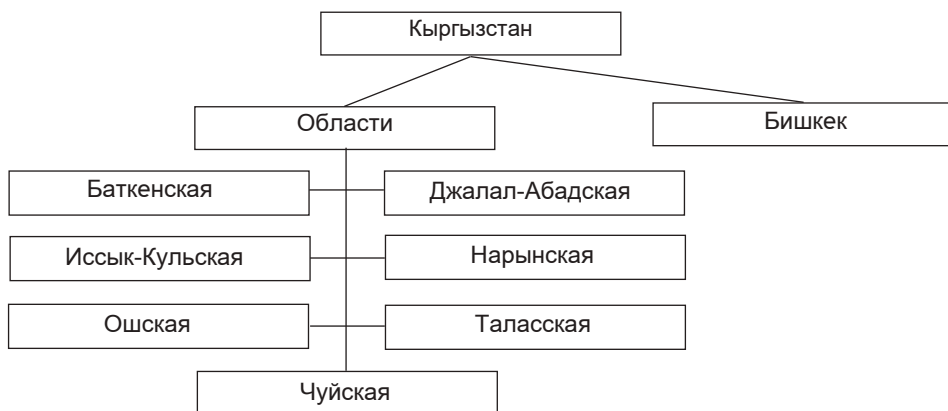 Кыргызстан
Области
Бишкек
Баткенская
Джалал-Абадская
Иссык-Кульская
Нарынская
Ошская
Таласская
Чуйская